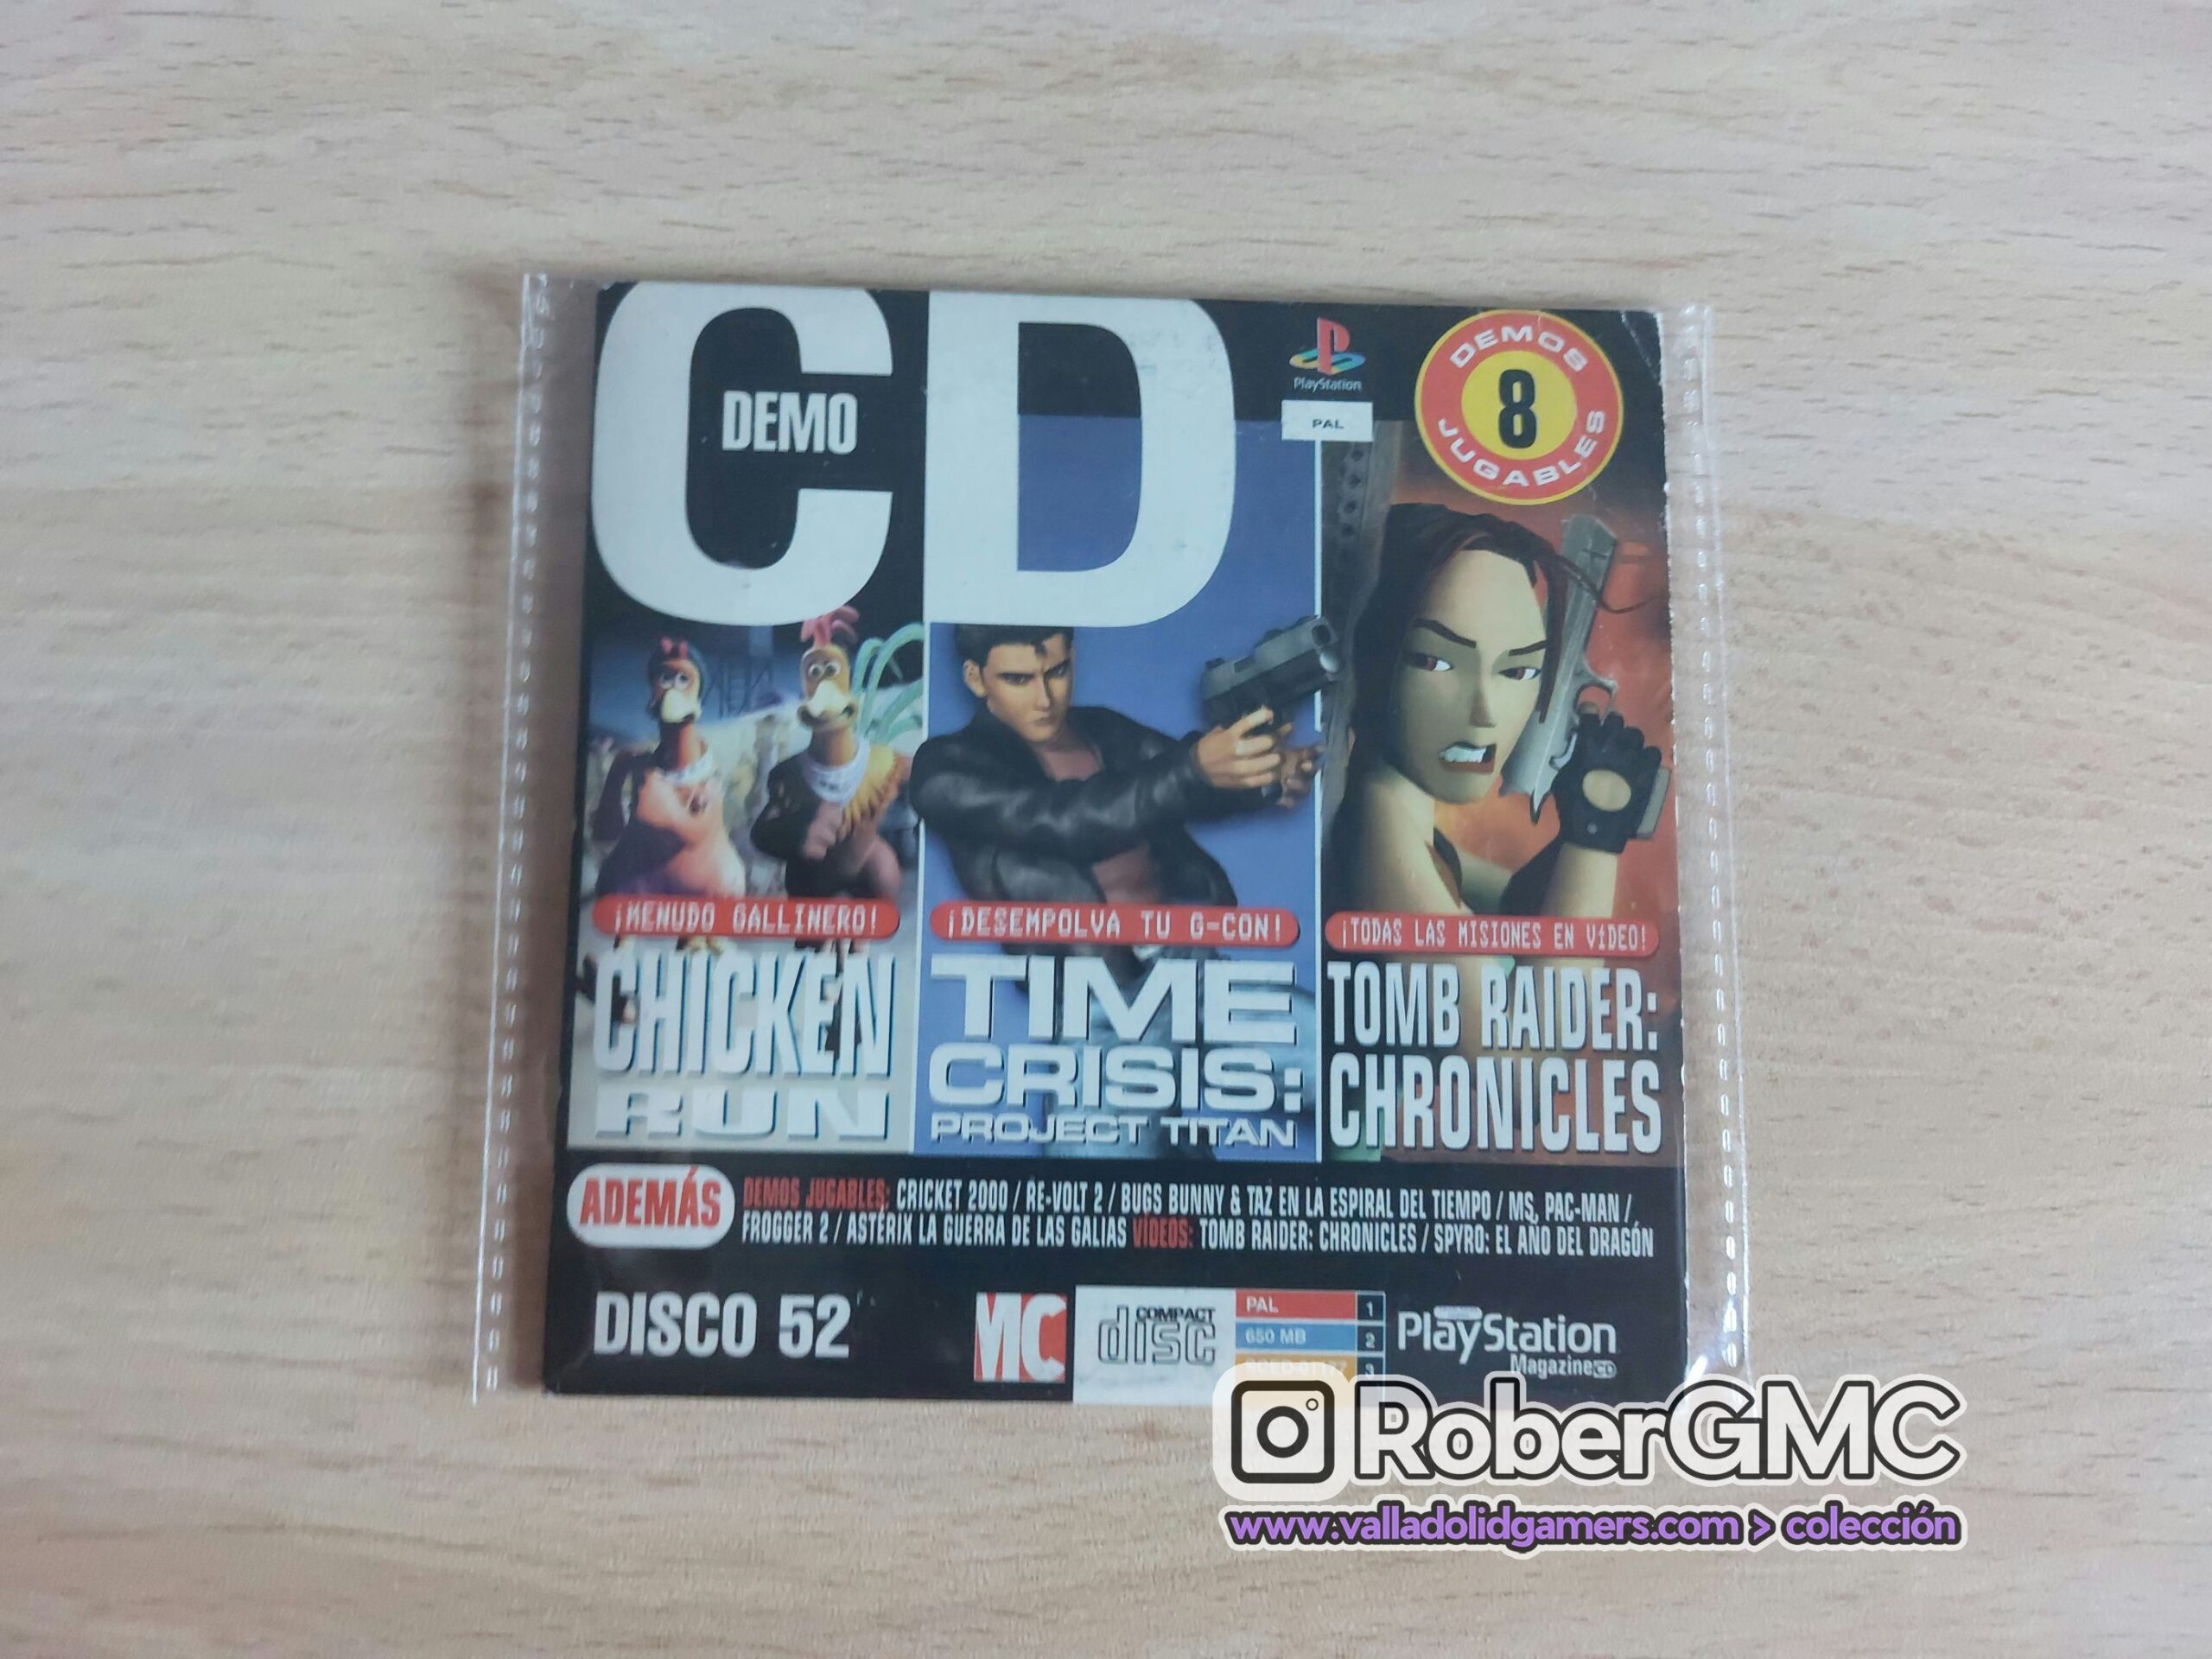 CD
DEMO
PlayStation
PAL
DEMOS
8
JUGABLES
¡MENUDO GALLINERO!
CHICKEN
RUN
¡DESEMPOLVA TU G-CON!
TIME
CRISIS:
PROJECT TITAN
¡TODAS LAS MISIONES EN VíDEO!
TOMB RAIDER:
CHRONICLES
ADEMÁS
DEMOS JUGABLES: CRICKET 2000 / RE-VOLT 2 / BUGS BUNNY & TAZ EN LA ESPIRAL DEL TIEMPO / MS. PAC-MAN /
FROGGER 2 / ASTÉRIX LA GUERRA DE LAS GALIAS VÍDEOS: TOMB RAIDER: CHRONICLES / SPYRO: EL AÑO DEL DRAGÓN
DISCO 52
MC
COMPACT
disc
PAL 1
650 MB 2
3
PlayStation
Magazine CD
RoberGMC
www.valladolidgamers.com > colección